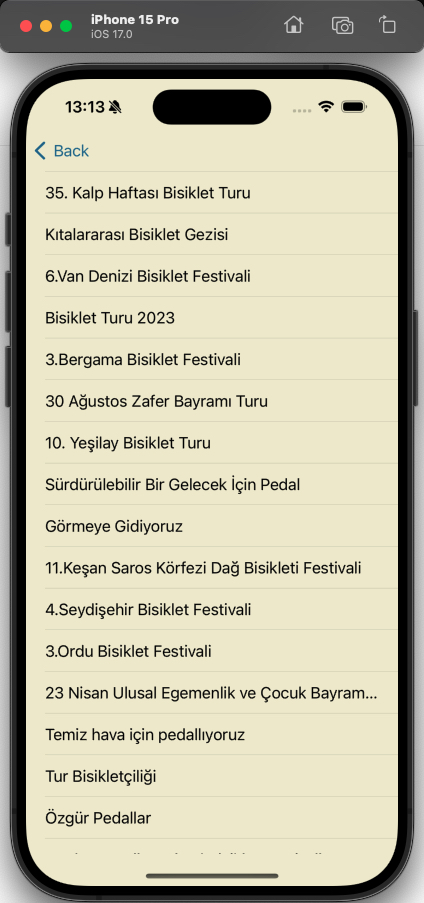 iPhone 15 Pro
iOS 17.0
13:13
Back
35. Kalp Haftası Bisiklet Turu
Kıtalararası Bisiklet Gezisi
6.Van Denizi Bisiklet Festivali
Bisiklet Turu 2023
3.Bergama Bisiklet Festivali
30 Ağustos Zafer Bayramı Turu
10. Yeşilay Bisiklet Turu
Sürdürülebilir Bir Gelecek İçin Pedal
Görmeye Gidiyoruz
11.Keşan Saros Körfezi Dağ Bisikleti Festivali
4.Seydişehir Bisiklet Festivali
3.Ordu Bisiklet Festivali
23 Nisan Ulusal Egemenlik ve Çocuk Bayram...
Temiz hava için pedallıyoruz
Tur Bisikletçiliği
Özgür Pedallar